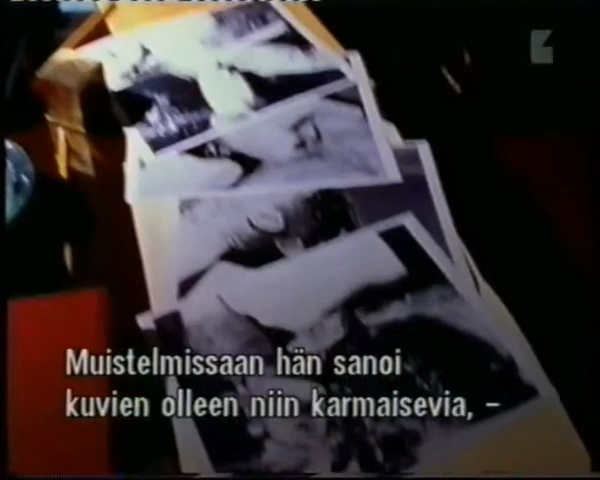 Muistelmissaan hän sanoi
kuvien olleen niin karmaisevia, –